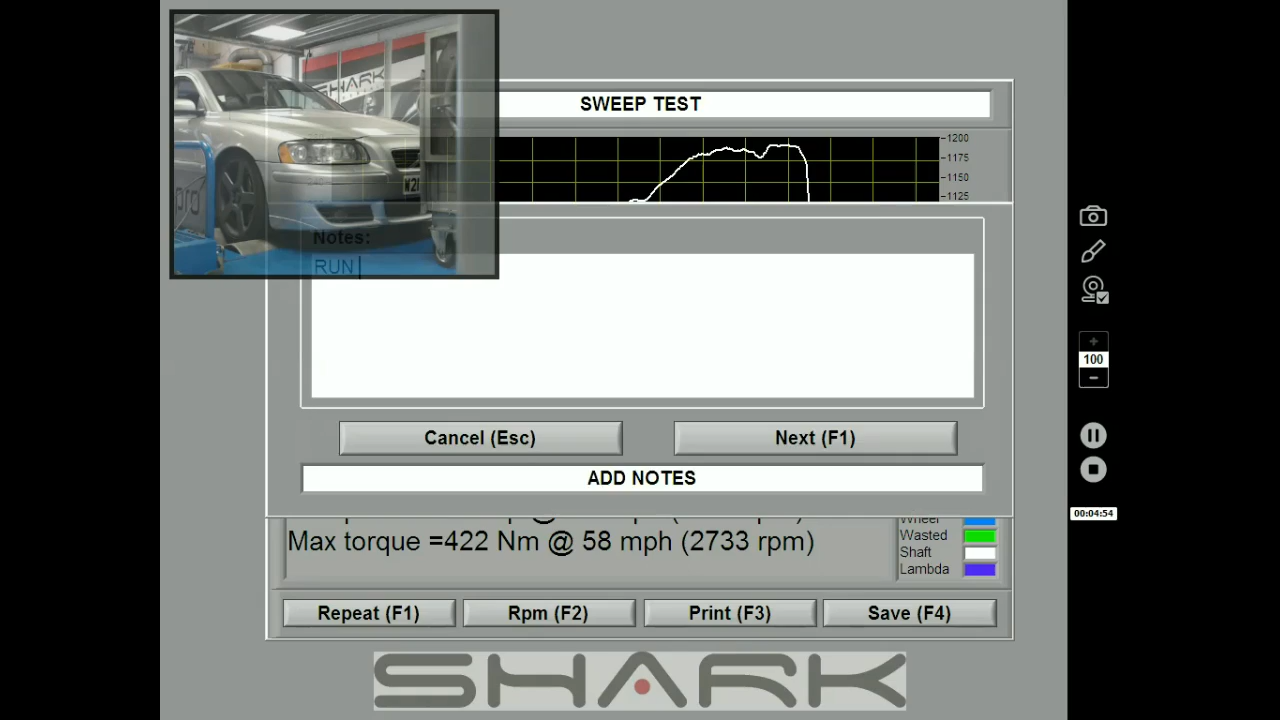 SHARK
SWEEP TEST
1200
1175
1150
1125
pro
Notes:
RUN
Cancel (Esc)
Next (F1)
ADD NOTES
00:04:54
100
Wheel
Max torque =422 Nm @ 58 mph (2733 rpm)
Wasted
Shaft
Lambda
Repeat (F1)
Rpm (F2)
Print (F3)
Save (F4)
SHARK